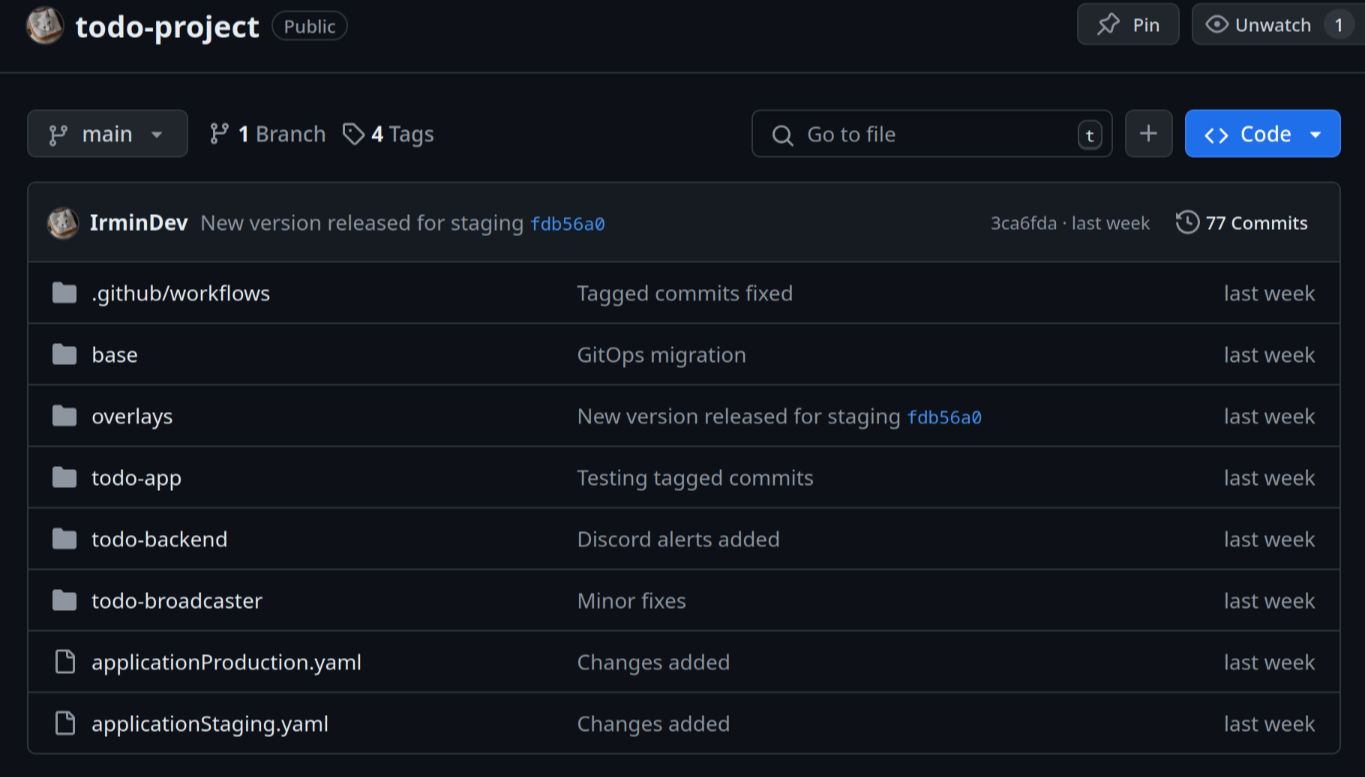 todo-project Public Pin Unwatch 1
main 1 Branch 4 Tags Go to file t + Code
IrminDev New version released for staging fdb56a0 3ca6fda · last week 77 Commits
.github/workflows Tagged commits fixed last week
base GitOps migration last week
overlays New version released for staging fdb56a0 last week
todo-app Testing tagged commits last week
todo-backend Discord alerts added last week
todo-broadcaster Minor fixes last week
applicationProduction.yaml Changes added last week
applicationStaging.yaml Changes added last week